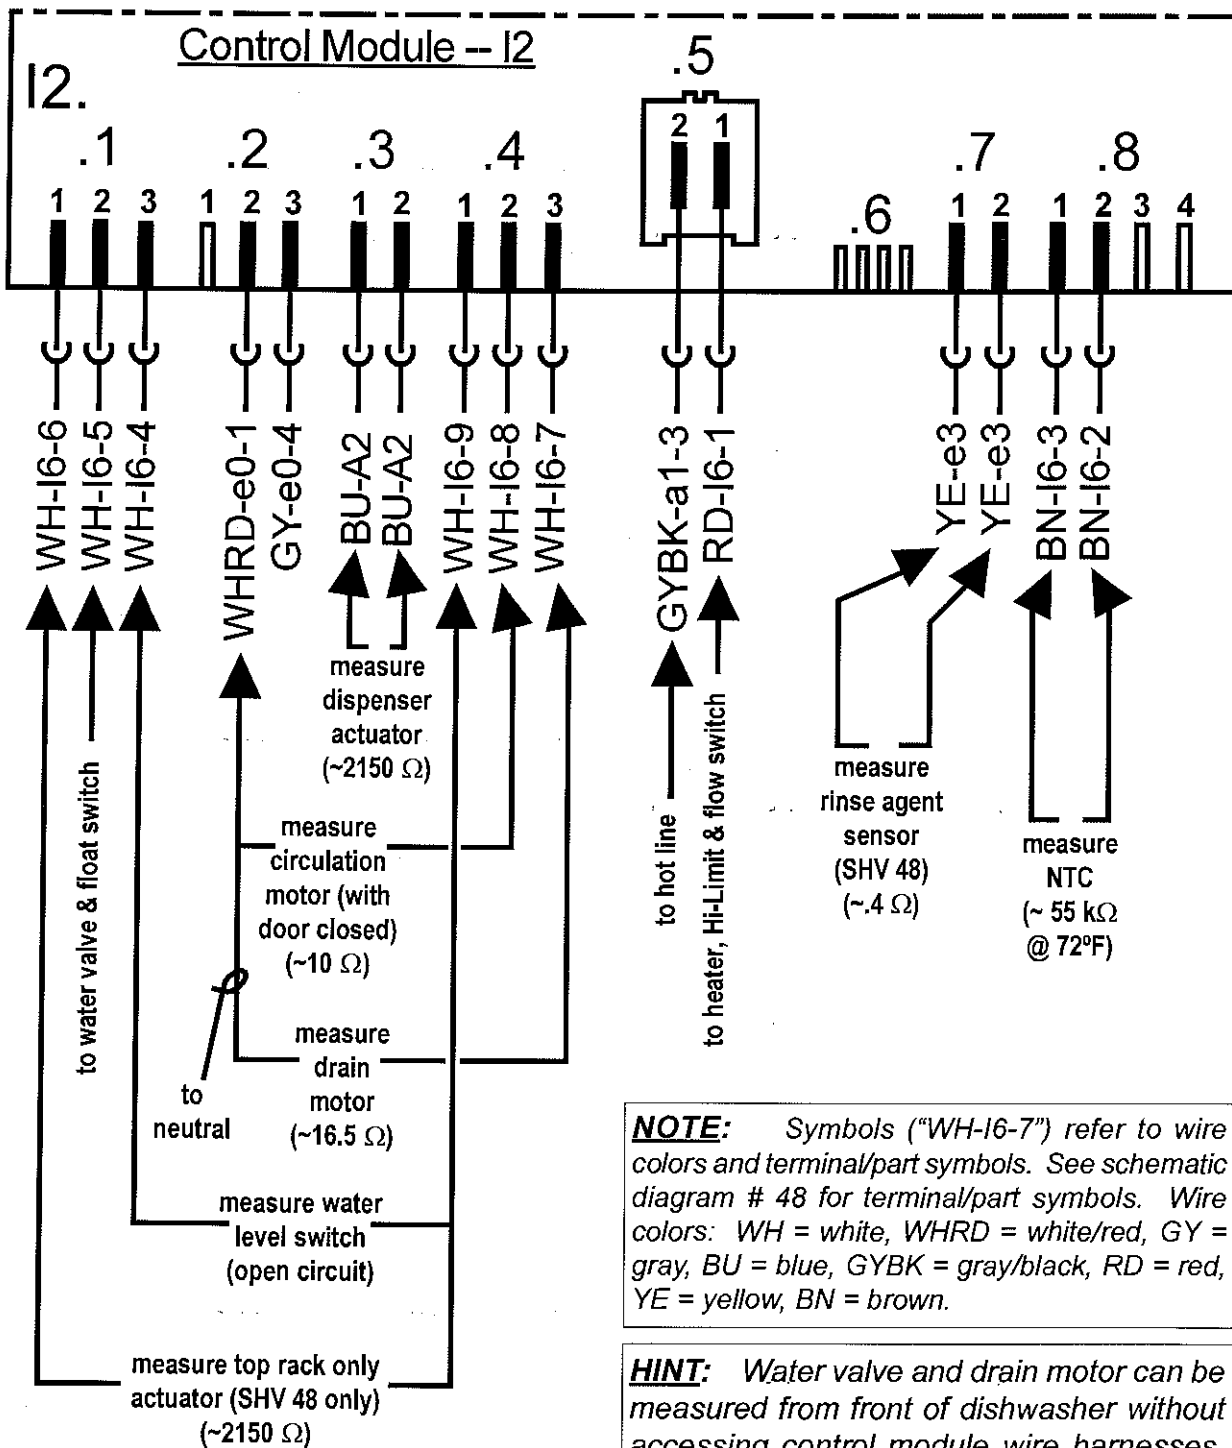 Control Module -- I2
I2.
.1
.2
.3
.4
.5
.6
.7
.8
1 2 3
1 2 3
1 2
1 2 3
2 1
1 2
1 2 3 4
WH-I6-6
WH-I6-5
WH-I6-4
WHRD-e0-1
GY-e0-4
BU-A2
BU-A2
WH-I6-9
WH-I6-8
WH-I6-7
GYBK-a1-3
RD-I6-1
YE-e3
YE-e3
BN-I6-3
BN-I6-2
to water valve & float switch
measure
dispenser
actuator
(~2150 Ω)
measure
circulation
motor (with
door closed)
(~10 Ω)
measure
drain
motor
(~16.5 Ω)
to
neutral
measure water
level switch
(open circuit)
measure top rack only
actuator (SHV 48 only)
(~2150 Ω)
to hot line
to heater, Hi-Limit & flow switch
measure
rinse agent
sensor
(SHV 48)
(~.4 Ω)
measure
NTC
(~ 55 kΩ
@ 72ºF)
NOTE: Symbols ("WH-I6-7") refer to wire
colors and terminal/part symbols. See schematic
diagram # 48 for terminal/part symbols. Wire
colors: WH = white, WHRD = white/red, GY =
gray, BU = blue, GYBK = gray/black, RD = red,
YE = yellow, BN = brown.
HINT: Water valve and drain motor can be
measured from front of dishwasher without
accessing control module wire harnesses.